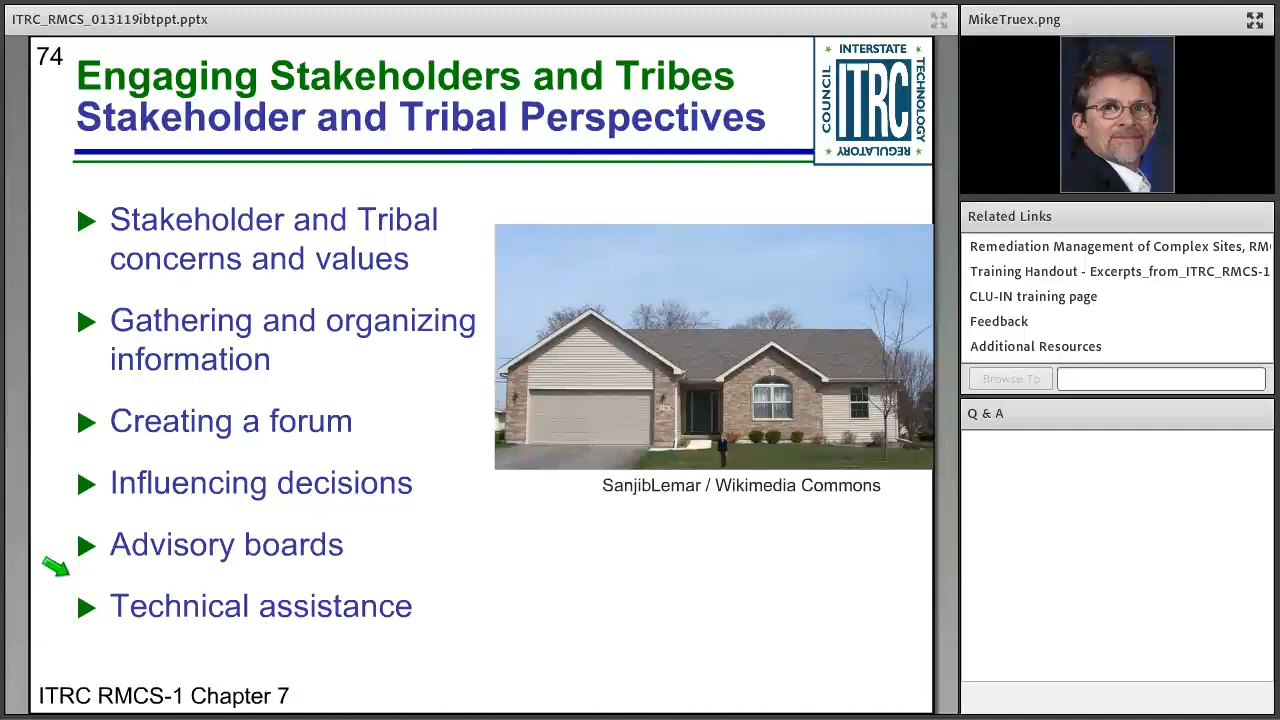 ITRC_RMCS_013119ibtppt.pptx
74
Engaging Stakeholders and Tribes
Stakeholder and Tribal Perspectives
INTERSTATE
COUNCIL
ITRC
TECHNOLOGY
REGULATORY
Stakeholder and Tribal
concerns and values
Gathering and organizing
information
Creating a forum
Influencing decisions
Advisory boards
Technical assistance
SanjibLemar / Wikimedia Commons
ITRC RMCS-1 Chapter 7
MikeTruex.png
Related Links
Remediation Management of Complex Sites, RM
Training Handout - Excerpts_from_ITRC_RMCS-1
CLU-IN training page
Feedback
Additional Resources
Browse To
Q & A